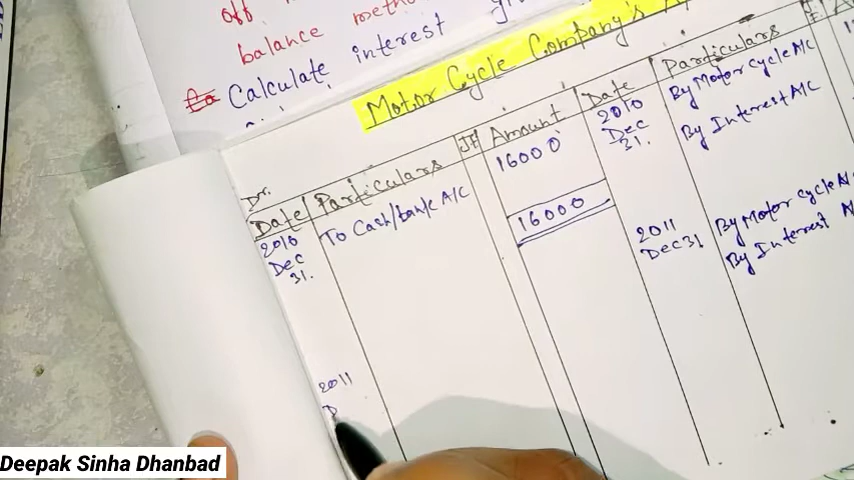 off
balance method
Calculate interest
Motor Cycle Company's A
Dr.
Date Particulars J.F Amount Date Particulars
2010 To Cash/bank A/C 16000 2010 By Motor cycle A/C
Dec Dec By Interest A/C
31. 31.
16000
2011 By Motor cycle A/
Dec 31 By Interest A
2011
D
Deepak Sinha Dhanbad